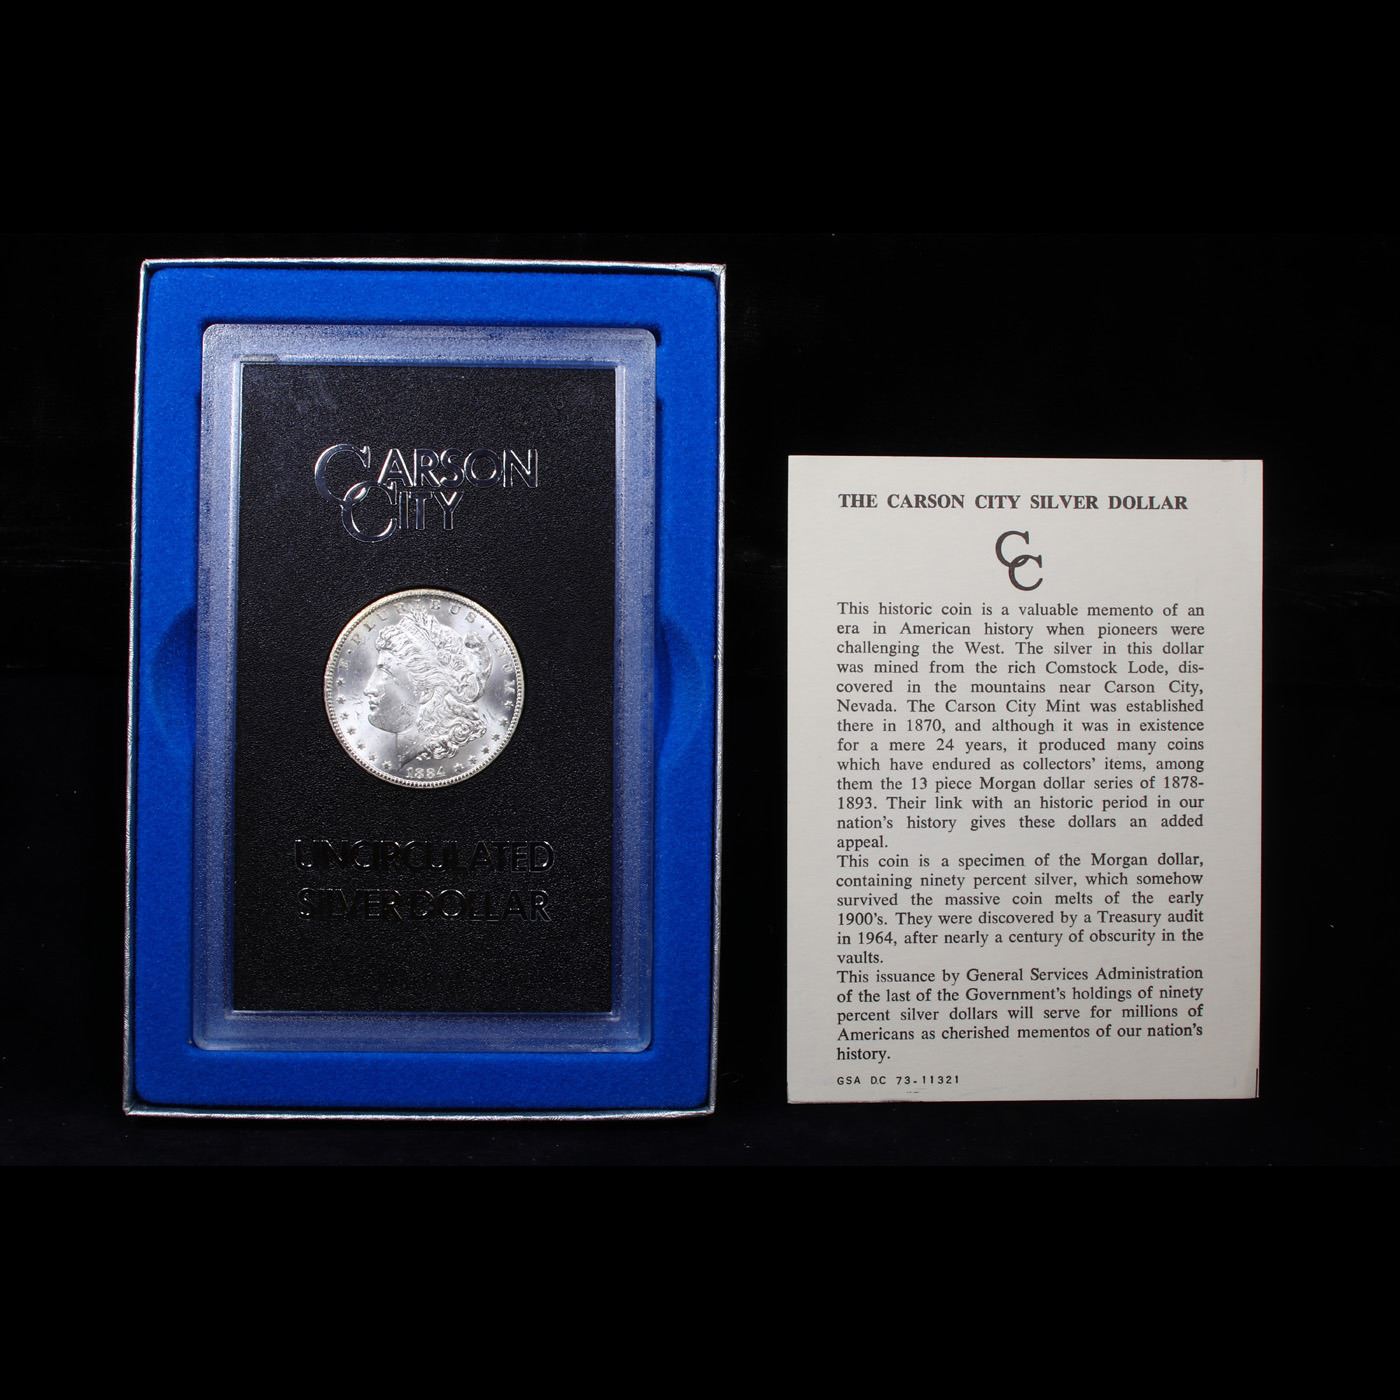 CARSON
CITY
E·PLURIBUS·UNUM
1884
UNCIRCULATED
SILVER DOLLAR
THE CARSON CITY SILVER DOLLAR
CC
This historic coin is a valuable memento of an
era in American history when pioneers were
challenging the West. The silver in this dollar
was mined from the rich Comstock Lode, dis-
covered in the mountains near Carson City,
Nevada. The Carson City Mint was established
there in 1870, and although it was in existence
for a mere 24 years, it produced many coins
which have endured as collectors' items, among
them the 13 piece Morgan dollar series of 1878-
1893. Their link with an historic period in our
nation's history gives these dollars an added
appeal.
This coin is a specimen of the Morgan dollar,
containing ninety percent silver, which somehow
survived the massive coin melts of the early
1900's. They were discovered by a Treasury audit
in 1964, after nearly a century of obscurity in the
vaults.
This issuance by General Services Administration
of the last of the Government's holdings of ninety
percent silver dollars will serve for millions of
Americans as cherished mementos of our nation's
history.
GSA DC 73-11321